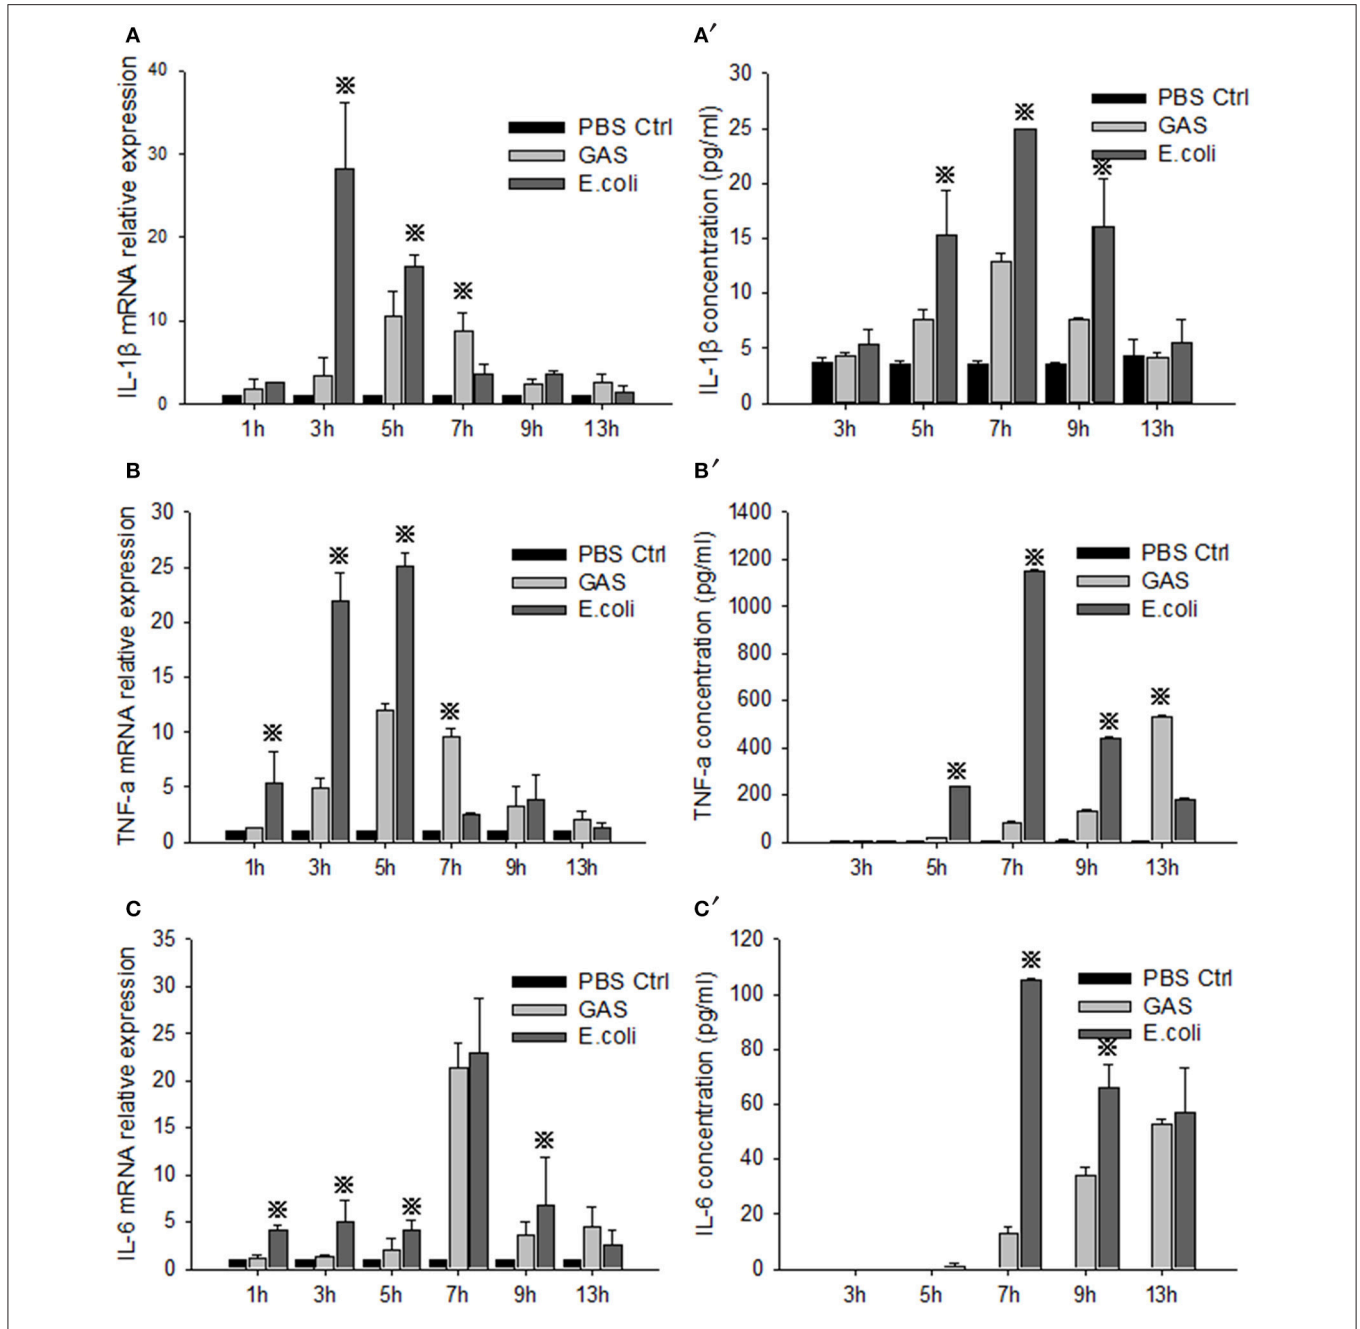 A
IL-1β mRNA relative expression
40
30
20
10
0
※
※
※
PBS Ctrl
GAS
E.coli
1h 3h 5h 7h 9h 13h
A′
IL-1β concentration (pg/ml)
30
25
20
15
10
5
0
※
※
※
PBS Ctrl
GAS
E.coli
3h 5h 7h 9h 13h
B
TNF-a mRNA relative expression
30
25
20
15
10
5
0
※
※
※
※
PBS Ctrl
GAS
E.coli
1h 3h 5h 7h 9h 13h
B′
TNF-a concentration (pg/ml)
1400
1200
1000
800
600
400
200
0
※
※
※
※
PBS Ctrl
GAS
E.coli
3h 5h 7h 9h 13h
C
IL-6 mRNA relative expression
35
30
25
20
15
10
5
0
※
※
※
※
PBS Ctrl
GAS
E.coli
1h 3h 5h 7h 9h 13h
C′
IL-6 concentration (pg/ml)
120
100
80
60
40
20
0
※
※
PBS Ctrl
GAS
E.coli
3h 5h 7h 9h 13h